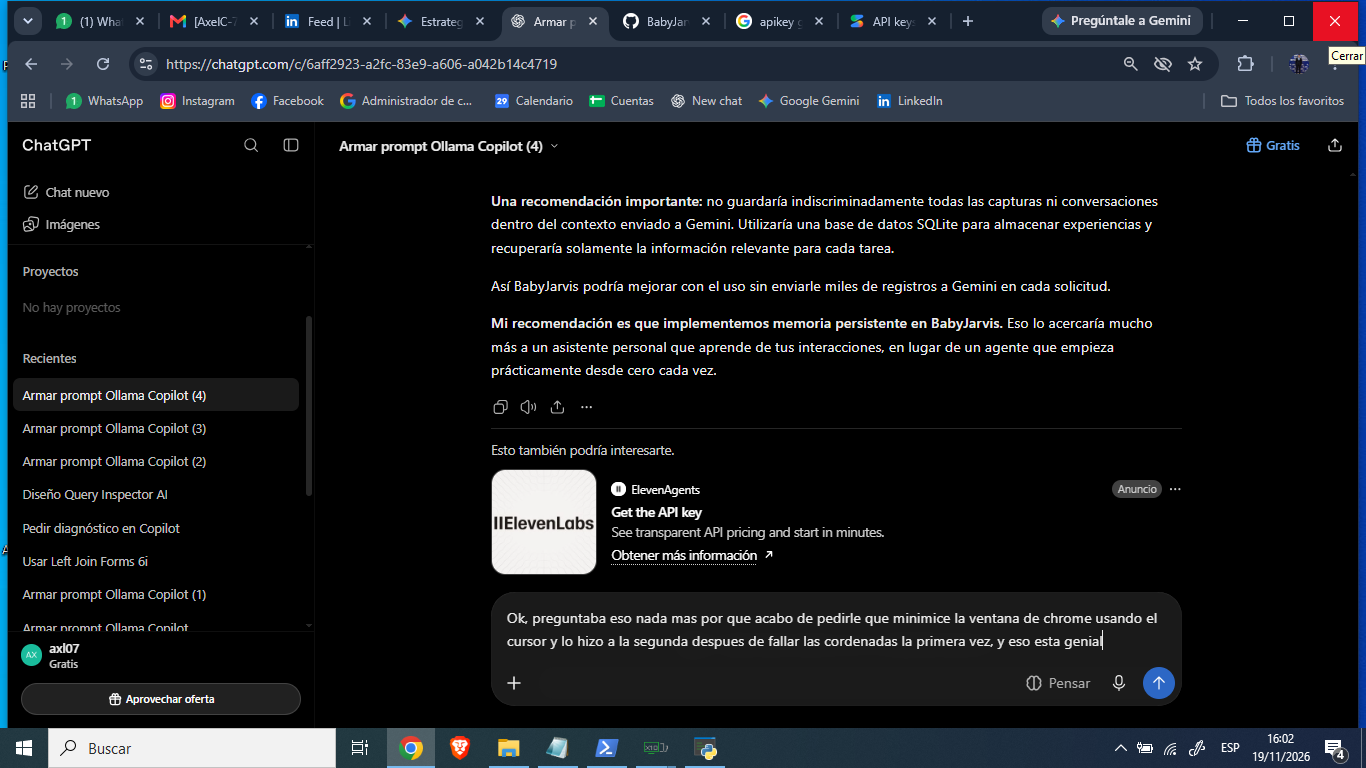 (1) Wha
[AxelC-7
Feed | L
Estrateg
Armar p
BabyJar
apikey g
API key
Pregúntale a Gemini
Cerrar
https://chatgpt.com/c/6aff2923-a2fc-83e9-a606-a042b14c4719
WhatsApp
Instagram
Facebook
Administrador de c...
Calendario
Cuentas
New chat
Google Gemini
LinkedIn
Todos los favoritos
ChatGPT
Chat nuevo
Imágenes
Proyectos
No hay proyectos
Recientes
Armar prompt Ollama Copilot (4)
Armar prompt Ollama Copilot (3)
Armar prompt Ollama Copilot (2)
Diseño Query Inspector AI
Pedir diagnóstico en Copilot
Usar Left Join Forms 6i
Armar prompt Ollama Copilot (1)
Armar prompt Ollama Copilot
AX
axl07
Gratis
Aprovechar oferta
Armar prompt Ollama Copilot (4)
Gratis
Una recomendación importante: no guardaría indiscriminadamente todas las capturas ni conversaciones
dentro del contexto enviado a Gemini. Utilizaría una base de datos SQLite para almacenar experiencias y
recuperaría solamente la información relevante para cada tarea.
Así BabyJarvis podría mejorar con el uso sin enviarle miles de registros a Gemini en cada solicitud.
Mi recomendación es que implementemos memoria persistente en BabyJarvis. Eso lo acercaría mucho
más a un asistente personal que aprende de tus interacciones, en lugar de un agente que empieza
prácticamente desde cero cada vez.
Esto también podría interesarte.
IIElevenLabs
ElevenAgents
Anuncio
Get the API key
See transparent API pricing and start in minutes.
Obtener más información
Ok, preguntaba eso nada mas por que acabo de pedirle que minimice la ventana de chrome usando el
cursor y lo hizo a la segunda despues de fallar las cordenadas la primera vez, y eso esta genial
Pensar
Buscar
ESP
16:02
19/11/2026
4